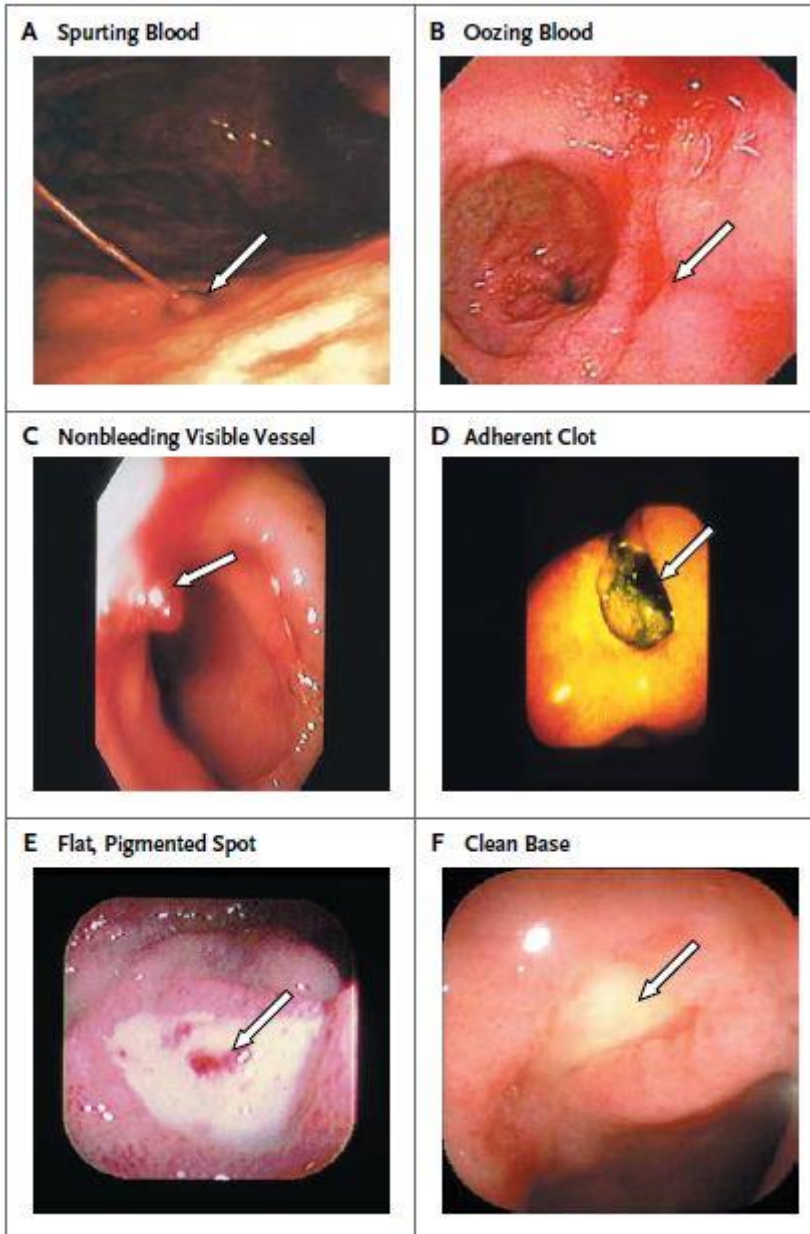 A Spurting Blood
B Oozing Blood
C Nonbleeding Visible Vessel
D Adherent Clot
E Flat, Pigmented Spot
F Clean Base